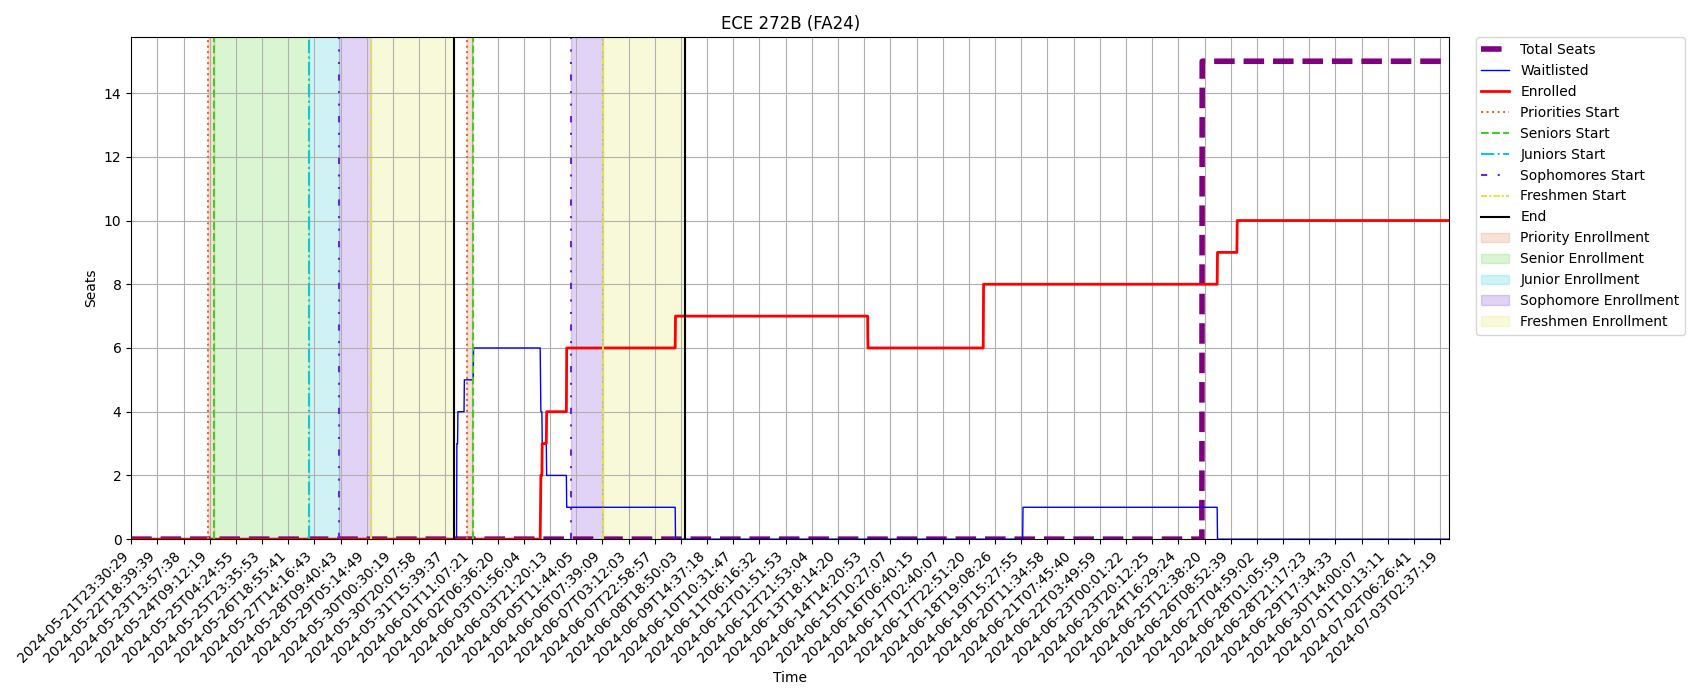 ECE 272B (FA24)
Seats
14
12
10
8
6
4
2
0
2024-05-21T23:30:29
2024-05-22T18:39:39
2024-05-23T13:57:38
2024-05-24T09:12:19
2024-05-25T04:24:55
2024-05-25T23:35:53
2024-05-26T18:55:41
2024-05-27T14:16:43
2024-05-28T09:40:43
2024-05-29T05:14:49
2024-05-30T00:30:19
2024-05-30T20:07:58
2024-05-31T15:39:37
2024-06-01T11:07:21
2024-06-02T06:36:20
2024-06-03T01:56:04
2024-06-03T21:20:13
2024-06-05T11:44:05
2024-06-06T07:39:09
2024-06-07T03:12:03
2024-06-07T22:58:57
2024-06-08T18:50:03
2024-06-09T14:37:18
2024-06-10T10:31:47
2024-06-11T06:16:32
2024-06-12T01:51:53
2024-06-12T21:53:04
2024-06-13T18:14:20
2024-06-14T14:20:53
2024-06-15T10:27:07
2024-06-16T06:40:15
2024-06-17T02:40:07
2024-06-17T22:51:20
2024-06-18T19:08:26
2024-06-19T15:27:55
2024-06-20T11:34:58
2024-06-21T07:45:40
2024-06-22T03:49:59
2024-06-23T00:01:22
2024-06-23T20:12:25
2024-06-24T16:29:24
2024-06-25T12:38:20
2024-06-26T08:52:39
2024-06-27T04:59:02
2024-06-28T01:05:59
2024-06-28T21:17:23
2024-06-29T17:34:33
2024-06-30T14:00:07
2024-07-01T10:13:11
2024-07-02T06:26:41
2024-07-03T02:37:19
Time
Total Seats
Waitlisted
Enrolled
Priorities Start
Seniors Start
Juniors Start
Sophomores Start
Freshmen Start
End
Priority Enrollment
Senior Enrollment
Junior Enrollment
Sophomore Enrollment
Freshmen Enrollment